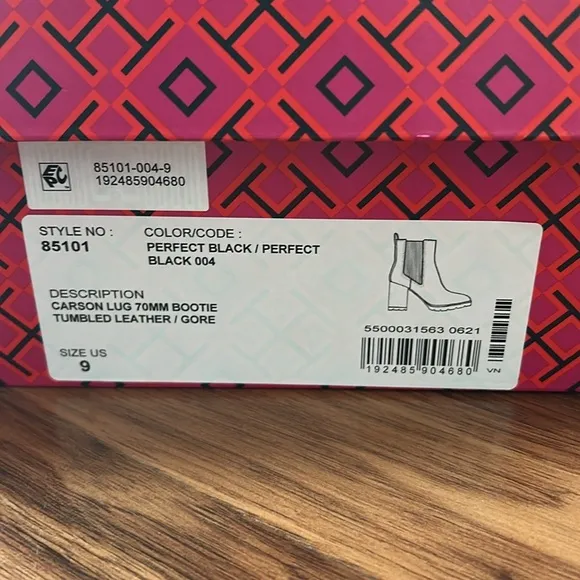 85101-004-9
192485904680
STYLE NO :
85101
COLOR/CODE :
PERFECT BLACK / PERFECT
BLACK 004
DESCRIPTION
CARSON LUG 70MM BOOTIE
TUMBLED LEATHER / GORE
SIZE US
9
5500031563 0621
192485 904680
VN